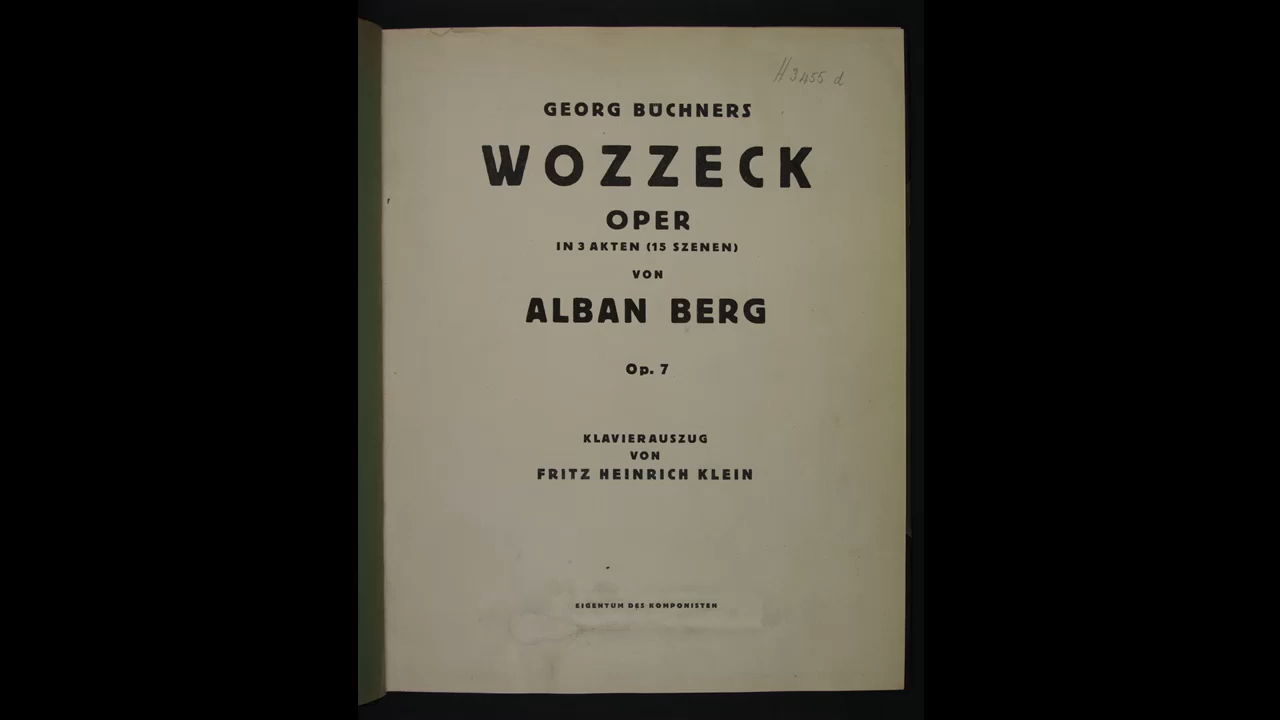 H 3455 d
GEORG BÜCHNERS
WOZZECK
OPER
IN 3 AKTEN (15 SZENEN)
VON
ALBAN BERG
Op. 7
KLAVIERAUSZUG
VON
FRITZ HEINRICH KLEIN
EIGENTUM DES KOMPONISTEN